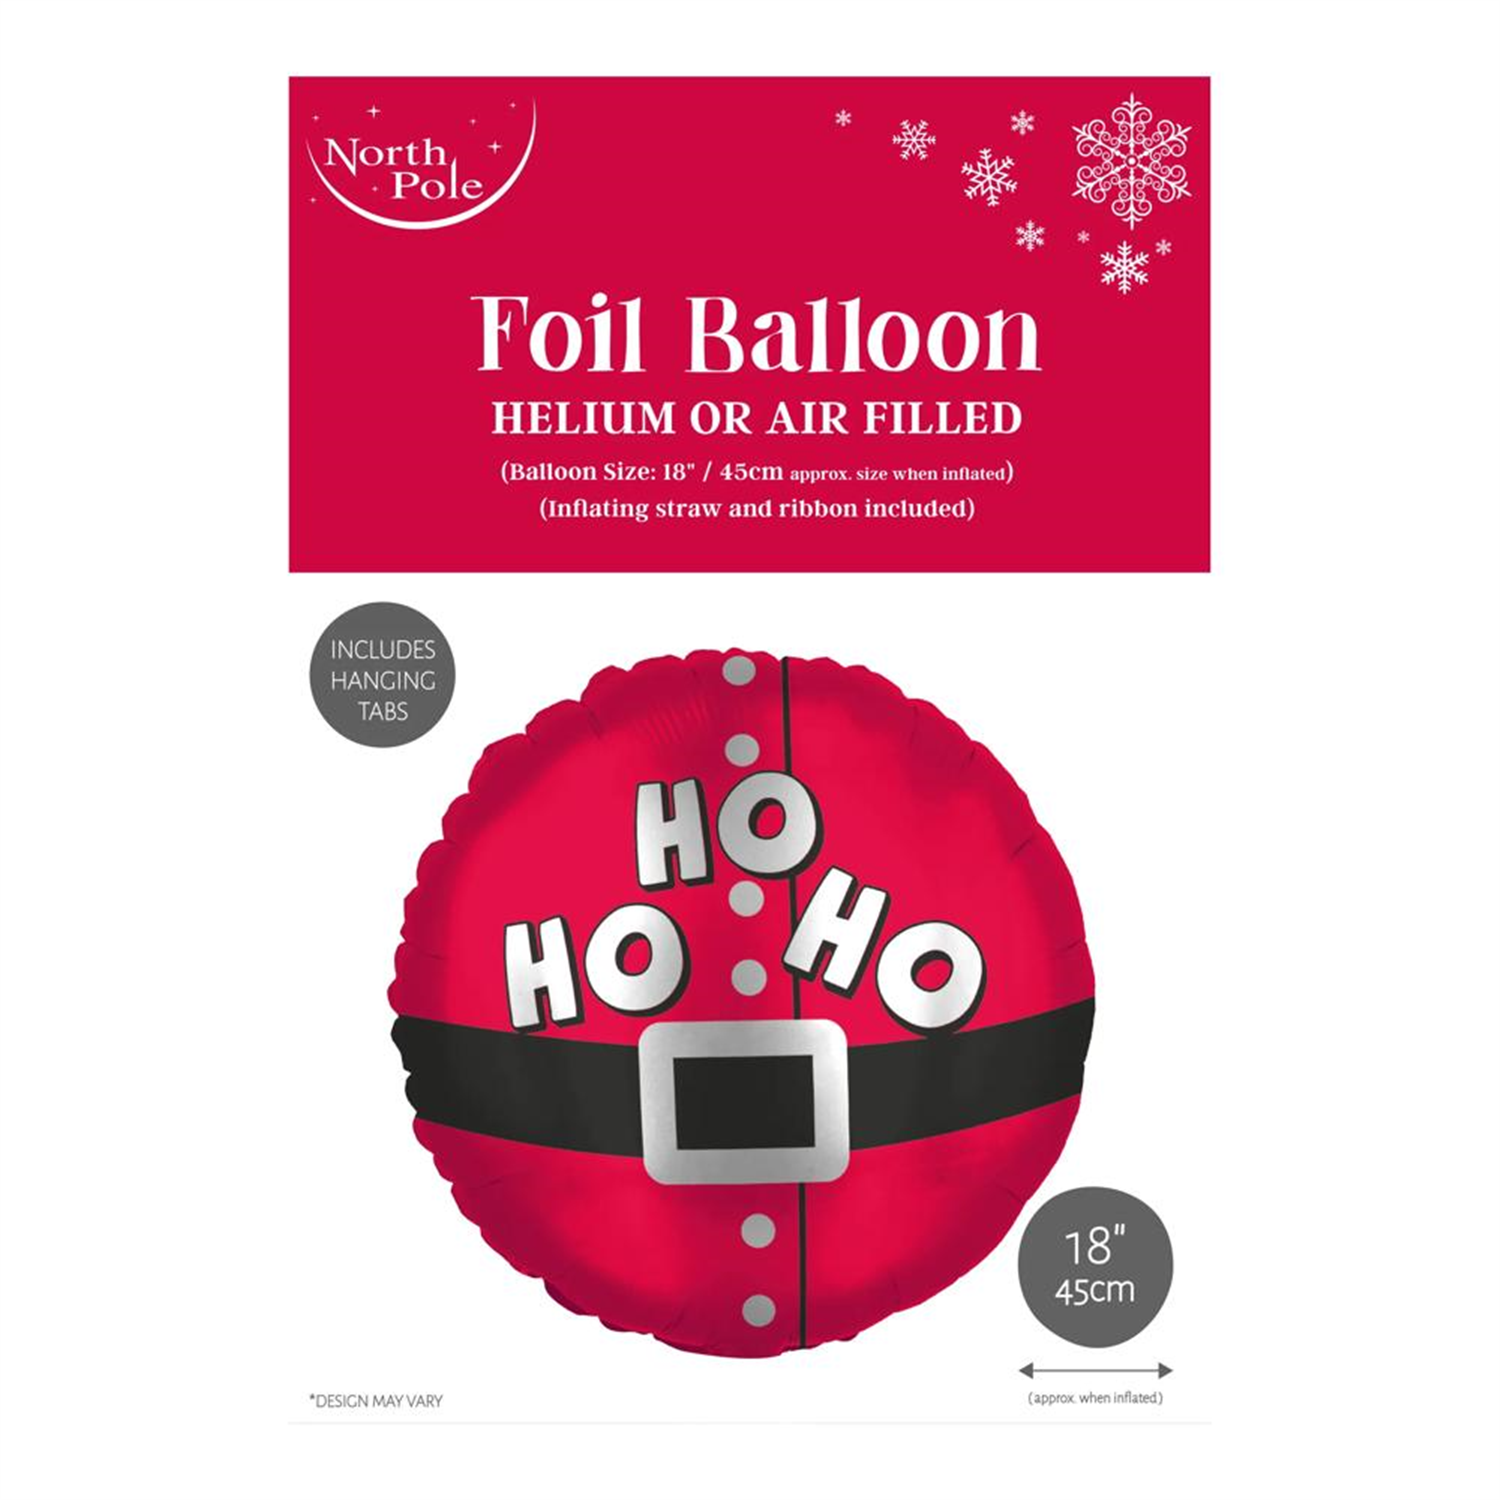 North
Pole
Foil Balloon
HELIUM OR AIR FILLED
(Balloon Size: 18" / 45cm approx. size when inflated)
(Inflating straw and ribbon included)
INCLUDES
HANGING
TABS
HO
HO
HO
18"
45cm
(approx. when inflated)
*DESIGN MAY VARY